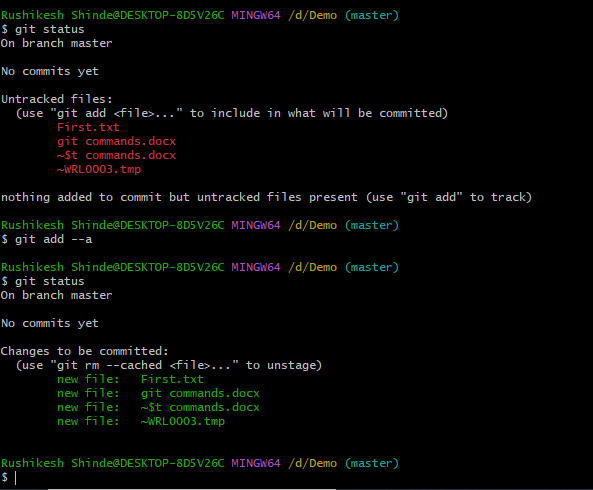 Rushikesh Shinde@DESKTOP-8D5V26C MINGW64 /d/Demo (master)
$ git status
On branch master
No commits yet
Untracked files:
(use "git add <file>..." to include in what will be committed)
First.txt
git commands.docx
~$t commands.docx
~WRL0003.tmp
nothing added to commit but untracked files present (use "git add" to track)
Rushikesh Shinde@DESKTOP-8D5V26C MINGW64 /d/Demo (master)
$ git add --a
Rushikesh Shinde@DESKTOP-8D5V26C MINGW64 /d/Demo (master)
$ git status
On branch master
No commits yet
Changes to be committed:
(use "git rm --cached <file>..." to unstage)
new file:   First.txt
new file:   git commands.docx
new file:   ~$t commands.docx
new file:   ~WRL0003.tmp
Rushikesh Shinde@DESKTOP-8D5V26C MINGW64 /d/Demo (master)
$